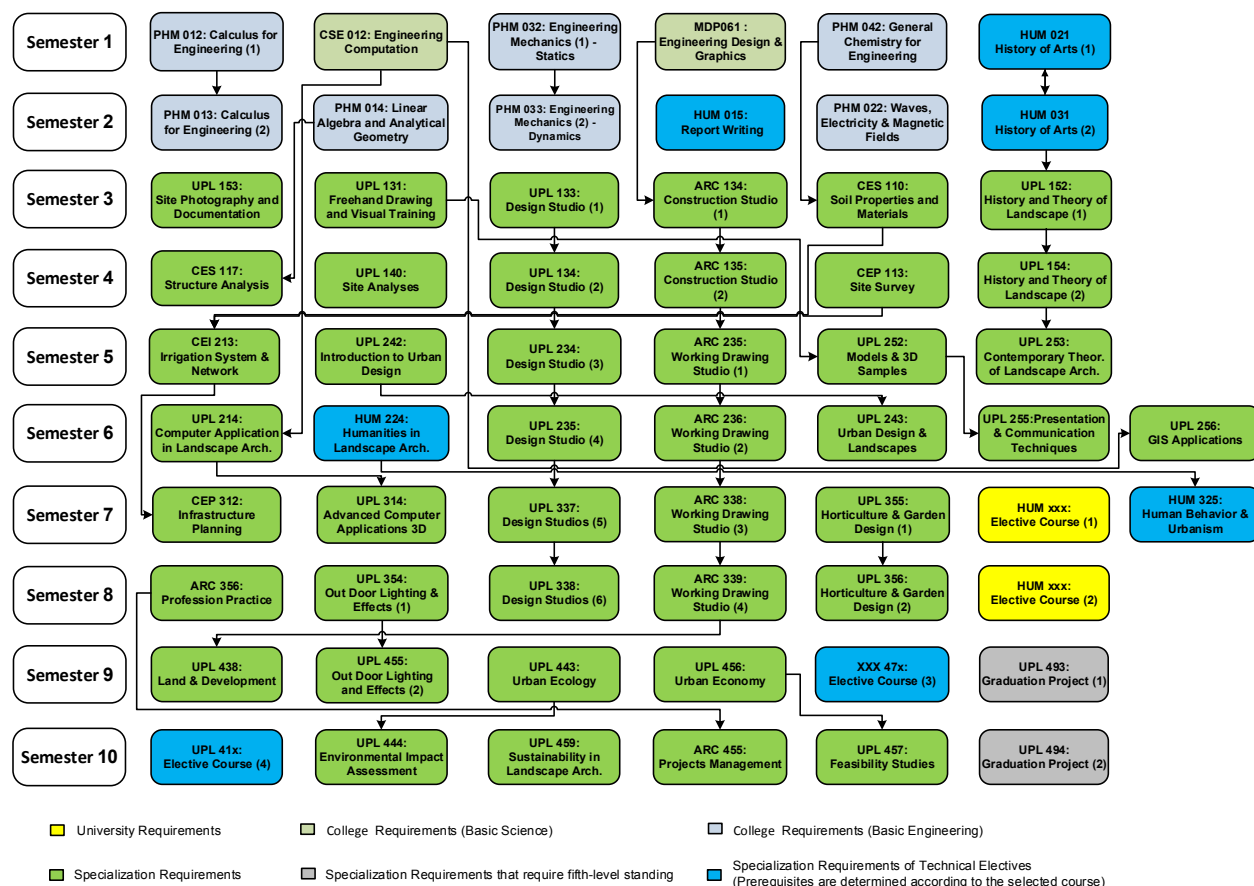 Semester 1
PHM 012: Calculus for
Engineering (1)
CSE 012: Engineering
Computation
PHM 032: Engineering
Mechanics (1) -
Statics
MDP061 :
Engineering Design &
Graphics
PHM 042: General
Chemistry for
Engineering
HUM 021
History of Arts (1)
Semester 2
PHM 013: Calculus
for Engineering (2)
PHM 014: Linear
Algebra and Analytical
Geometry
PHM 033: Engineering
Mechanics (2) -
Dynamics
HUM 015:
Report Writing
PHM 022: Waves,
Electricity & Magnetic
Fields
HUM 031
History of Arts (2)
Semester 3
UPL 153:
Site Photography and
Documentation
UPL 131:
Freehand Drawing
and Visual Training
UPL 133:
Design Studio (1)
ARC 134:
Construction Studio
(1)
CES 110:
Soil Properties and
Materials
UPL 152:
History and Theory of
Landscape (1)
Semester 4
CES 117:
Structure Analysis
UPL 140:
Site Analyses
UPL 134:
Design Studio (2)
ARC 135:
Construction Studio
(2)
CEP 113:
Site Survey
UPL 154:
History and Theory of
Landscape (2)
Semester 5
CEI 213:
Irrigation System &
Network
UPL 242:
Introduction to Urban
Design
UPL 234:
Design Studio (3)
ARC 235:
Working Drawing
Studio (1)
UPL 252:
Models & 3D
Samples
UPL 253:
Contemporary Theor.
of Landscape Arch.
Semester 6
UPL 214:
Computer Application
in Landscape Arch.
HUM 224:
Humanities in
Landscape Arch.
UPL 235:
Design Studio (4)
ARC 236:
Working Drawing
Studio (2)
UPL 243:
Urban Design &
Landscapes
UPL 255:Presentation
& Communication
Techniques
UPL 256:
GIS Applications
Semester 7
CEP 312:
Infrastructure
Planning
UPL 314:
Advanced Computer
Applications 3D
UPL 337:
Design Studios (5)
ARC 338:
Working Drawing
Studio (3)
UPL 355:
Horticulture & Garden
Design (1)
HUM xxx:
Elective Course (1)
HUM 325:
Human Behavior &
Urbanism
Semester 8
ARC 356:
Profession Practice
UPL 354:
Out Door Lighting &
Effects (1)
UPL 338:
Design Studios (6)
ARC 339:
Working Drawing
Studio (4)
UPL 356:
Horticulture & Garden
Design (2)
HUM xxx:
Elective Course (2)
Semester 9
UPL 438:
Land & Development
UPL 455:
Out Door Lighting
and Effects (2)
UPL 443:
Urban Ecology
UPL 456:
Urban Economy
XXX 47x:
Elective Course (3)
UPL 493:
Graduation Project (1)
Semester 10
UPL 41x:
Elective Course (4)
UPL 444:
Environmental Impact
Assessment
UPL 459:
Sustainability in
Landscape Arch.
ARC 455:
Projects Management
UPL 457:
Feasibility Studies
UPL 494:
Graduation Project (2)
University Requirements
College Requirements (Basic Science)
College Requirements (Basic Engineering)
Specialization Requirements
Specialization Requirements that require fifth-level standing
Specialization Requirements of Technical Electives
(Prerequisites are determined according to the selected course)